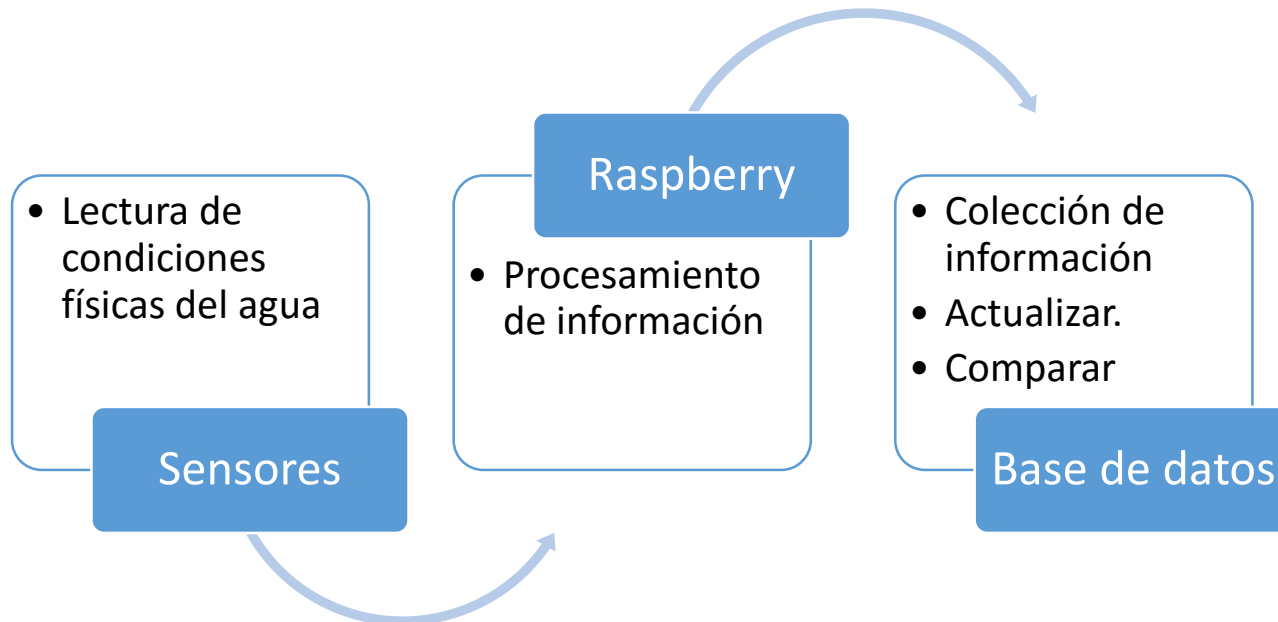 • Lectura de
condiciones
físicas del agua
Sensores
Raspberry
• Procesamiento
de información
• Colección de
información
• Actualizar.
• Comparar
Base de datos